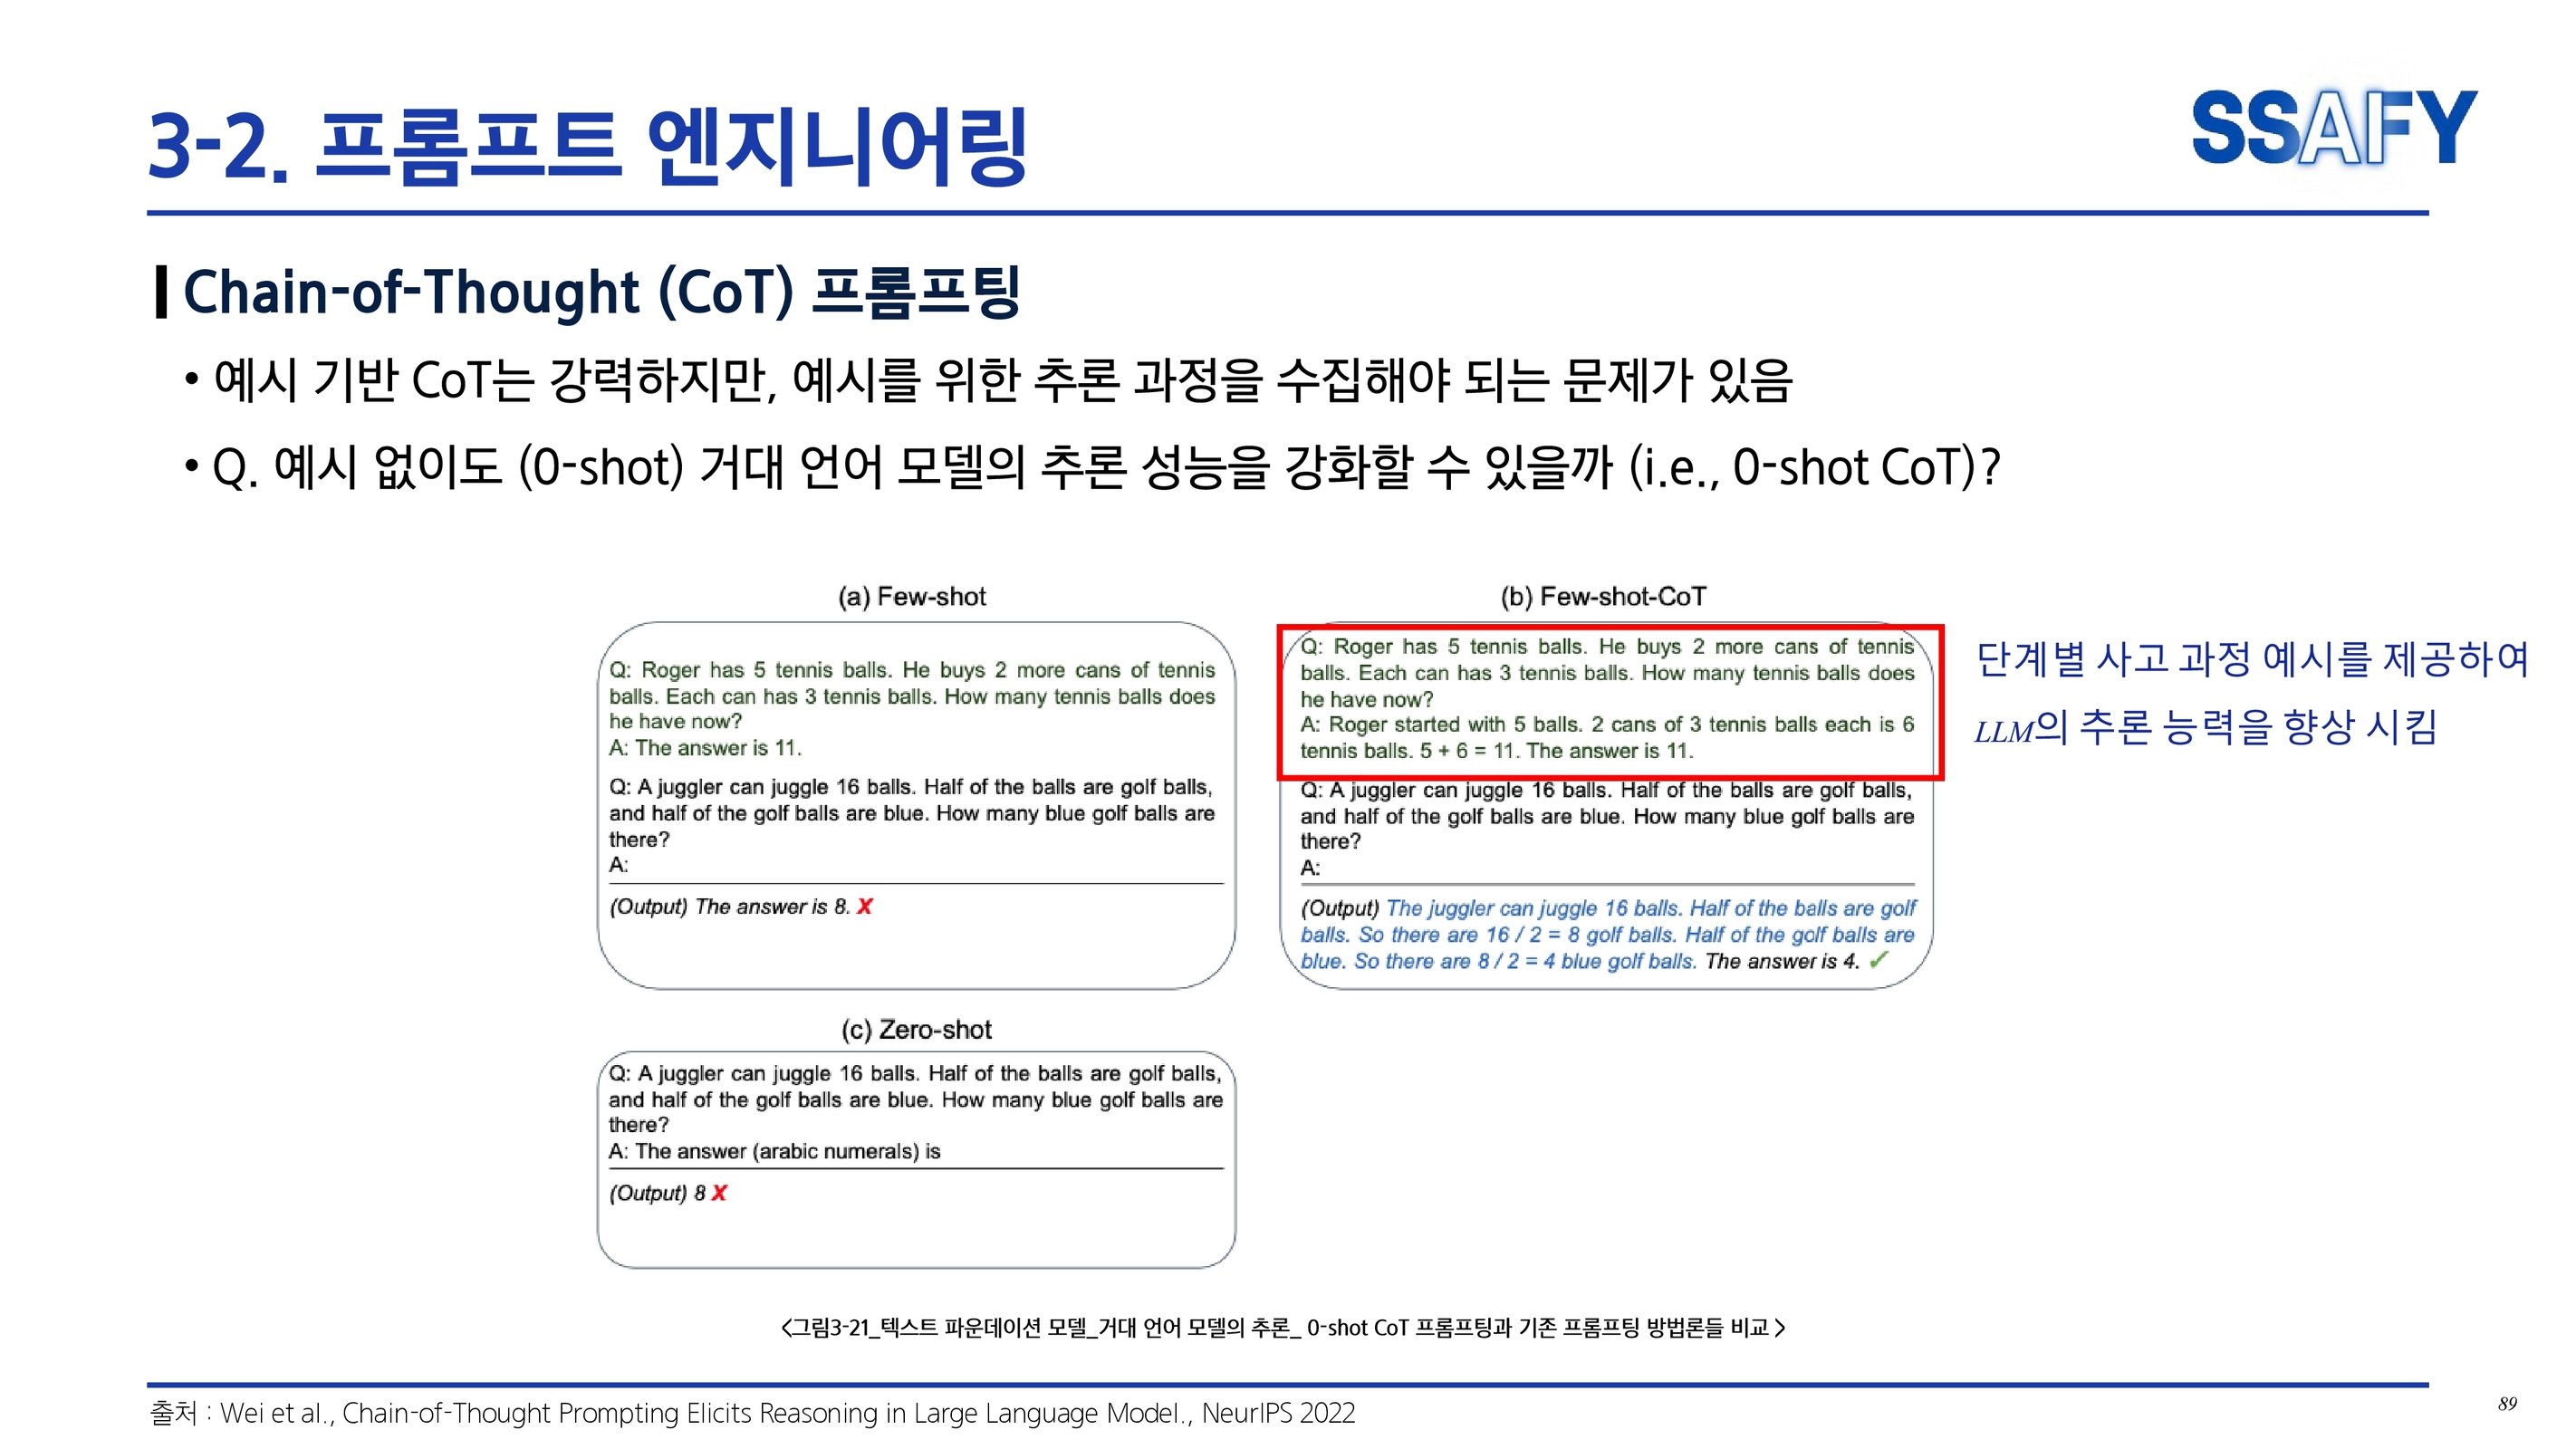 3-2. 프롬프트 엔지니어링
SSAFY
Chain-of-Thought (CoT) 프롬프팅
• 예시 기반 CoT는 강력하지만, 예시를 위한 추론 과정을 수집해야 되는 문제가 있음
• Q. 예시 없이도 (0-shot) 거대 언어 모델의 추론 성능을 강화할 수 있을까 (i.e., 0-shot CoT)?
(a) Few-shot
Q: Roger has 5 tennis balls. He buys 2 more cans of tennis
balls. Each can has 3 tennis balls. How many tennis balls does
he have now?
A: The answer is 11.
Q: A juggler can juggle 16 balls. Half of the balls are golf balls,
and half of the golf balls are blue. How many blue golf balls are
there?
A:
(Output) The answer is 8. X
(b) Few-shot-CoT
Q: Roger has 5 tennis balls. He buys 2 more cans of tennis
balls. Each can has 3 tennis balls. How many tennis balls does
he have now?
A: Roger started with 5 balls. 2 cans of 3 tennis balls each is 6
tennis balls. 5 + 6 = 11. The answer is 11.
Q: A juggler can juggle 16 balls. Half of the balls are golf balls,
and half of the golf balls are blue. How many blue golf balls are
there?
A:
(Output) The juggler can juggle 16 balls. Half of the balls are golf
balls. So there are 16 / 2 = 8 golf balls. Half of the golf balls are
blue. So there are 8 / 2 = 4 blue golf balls. The answer is 4. ✓
단계별 사고 과정 예시를 제공하여
LLM의 추론 능력을 향상 시킴
(c) Zero-shot
Q: A juggler can juggle 16 balls. Half of the balls are golf balls,
and half of the golf balls are blue. How many blue golf balls are
there?
A: The answer (arabic numerals) is
(Output) 8 X
<그림3-21_텍스트 파운데이션 모델_거대 언어 모델의 추론_ 0-shot CoT 프롬프팅과 기존 프롬프팅 방법론들 비교 >
출처 : Wei et al., Chain-of-Thought Prompting Elicits Reasoning in Large Language Model., NeurIPS 2022
89